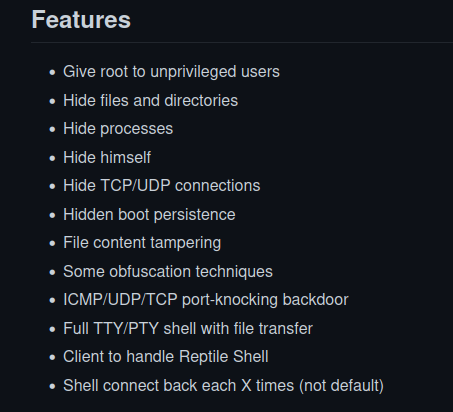 Features
Give root to unprivileged users
Hide files and directories
Hide processes
Hide himself
Hide TCP/UDP connections
Hidden boot persistence
File content tampering
Some obfuscation techniques
ICMP/UDP/TCP port-knocking backdoor
Full TTY/PTY shell with file transfer
Client to handle Reptile Shell
Shell connect back each X times (not default)